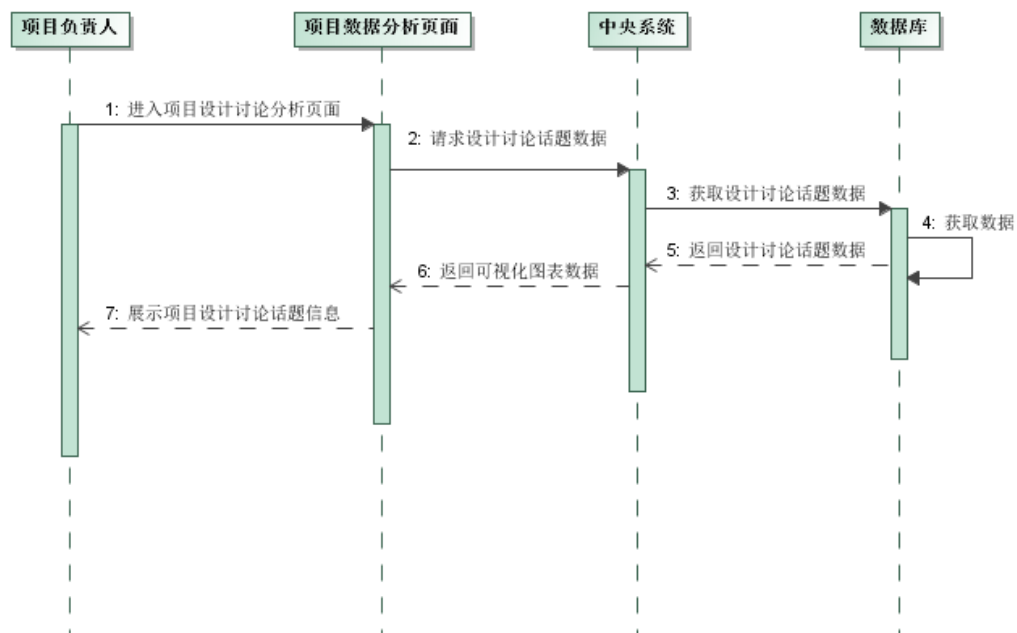 项目负责人
项目数据分析页面
中央系统
数据库
1: 进入项目设计讨论分析页面
2: 请求设计讨论话题数据
3: 获取设计讨论话题数据
4: 获取数据
5: 返回设计讨论话题数据
6: 返回可视化图表数据
7: 展示项目设计讨论话题信息